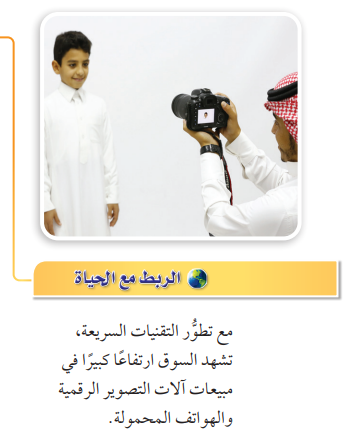 الربط مع الحياة
مع تطوُّر التقنيات السريعة،
تشهد السوق ارتفاعًا كبيرًا في
مبيعات آلات التصوير الرقمية
والهواتف المحمولة.